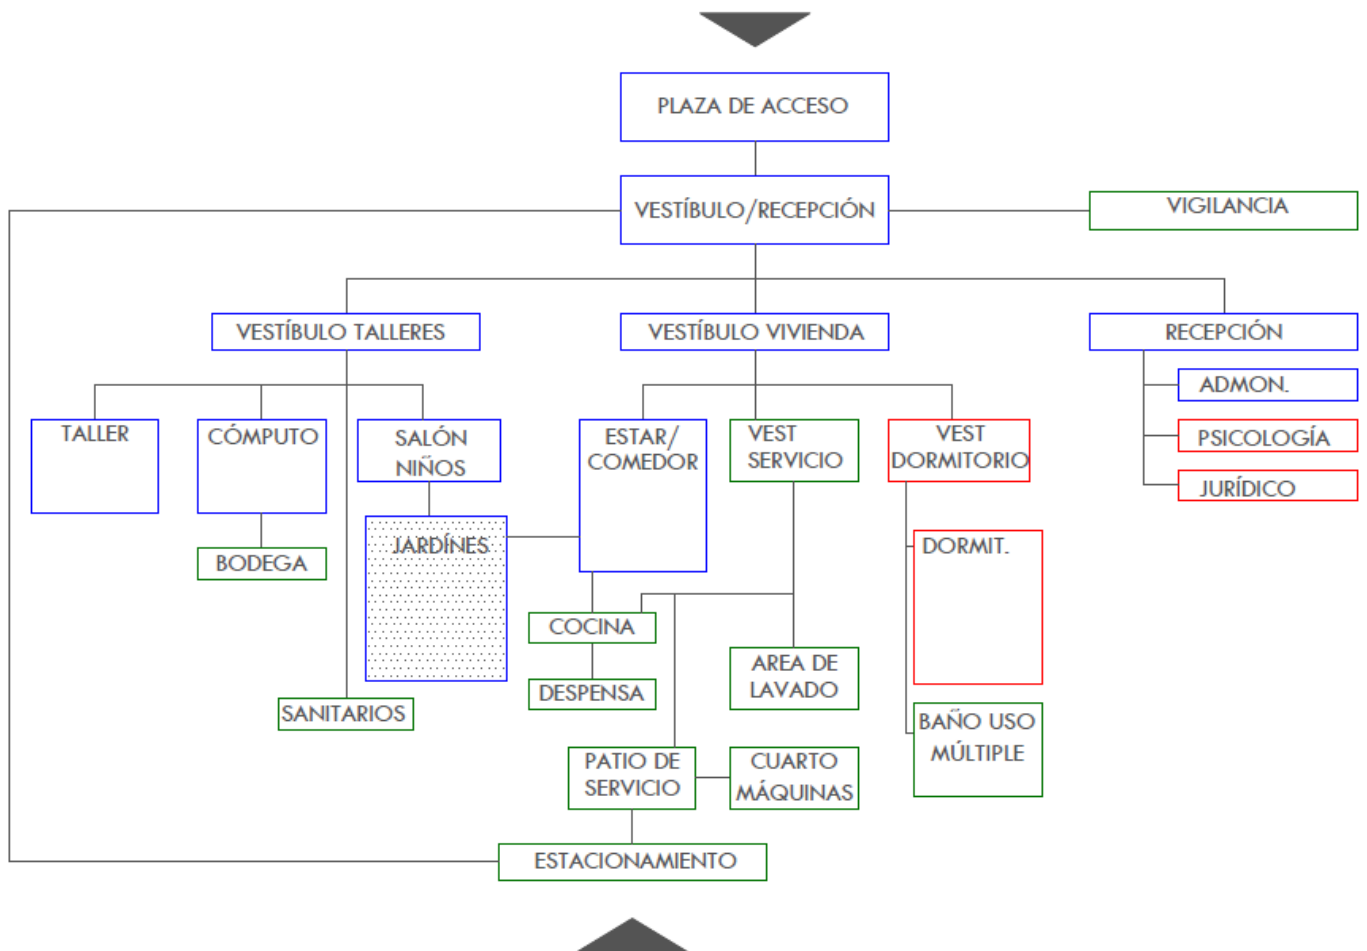 PLAZA DE ACCESO
VESTÍBULO/RECEPCIÓN
VIGILANCIA
VESTÍBULO TALLERES
VESTÍBULO VIVIENDA
RECEPCIÓN
ADMON.
PSICOLOGÍA
JURÍDICO
TALLER
CÓMPUTO
SALÓN
NIÑOS
ESTAR/
COMEDOR
VEST
SERVICIO
VEST
DORMITORIO
JARDÍNES
BODEGA
DORMIT.
COCINA
AREA DE
LAVADO
DESPENSA
SANITARIOS
BAÑO USO
MÚLTIPLE
PATIO DE
SERVICIO
CUARTO
MÁQUINAS
ESTACIONAMIENTO